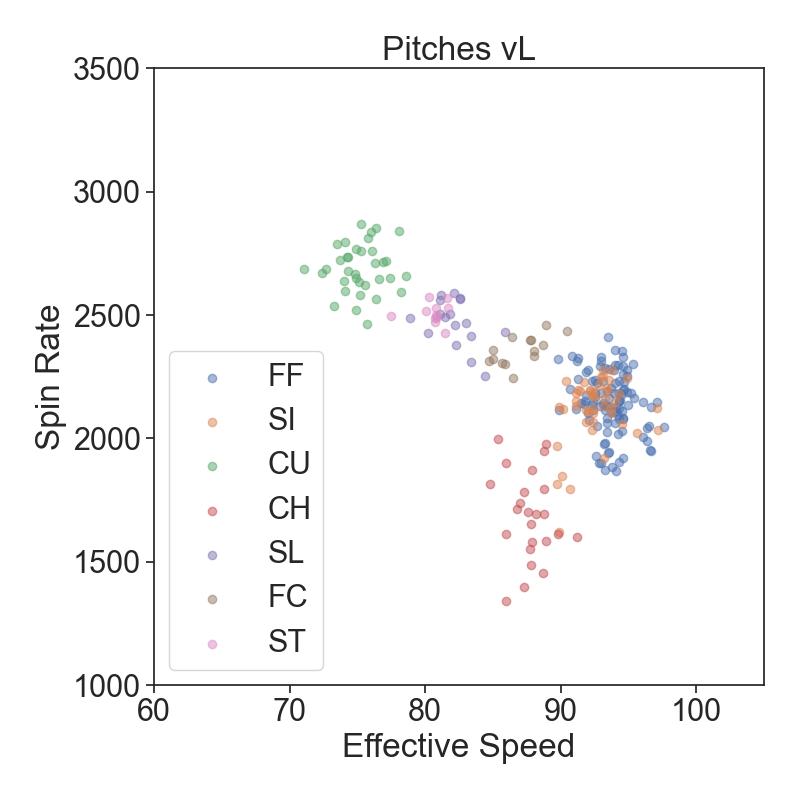 Pitches vL
3500
3000
2500
2000
1500
1000
Spin Rate
FF
SI
CU
CH
SL
FC
ST
60 70 80 90 100
Effective Speed